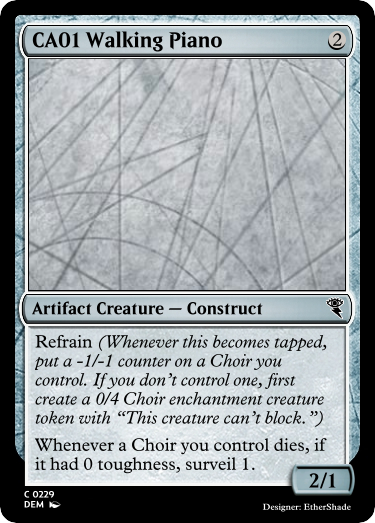 CA01 Walking Piano
2
Artifact Creature — Construct
Refrain (Whenever this becomes tapped,
put a -1/-1 counter on a Choir you
control. If you don't control one, first
create a 0/4 Choir enchantment creature
token with “This creature can't block.”)
Whenever a Choir you control dies, if
it had 0 toughness, surveil 1.
2/1
C 0229
DEM
Designer: EtherShade